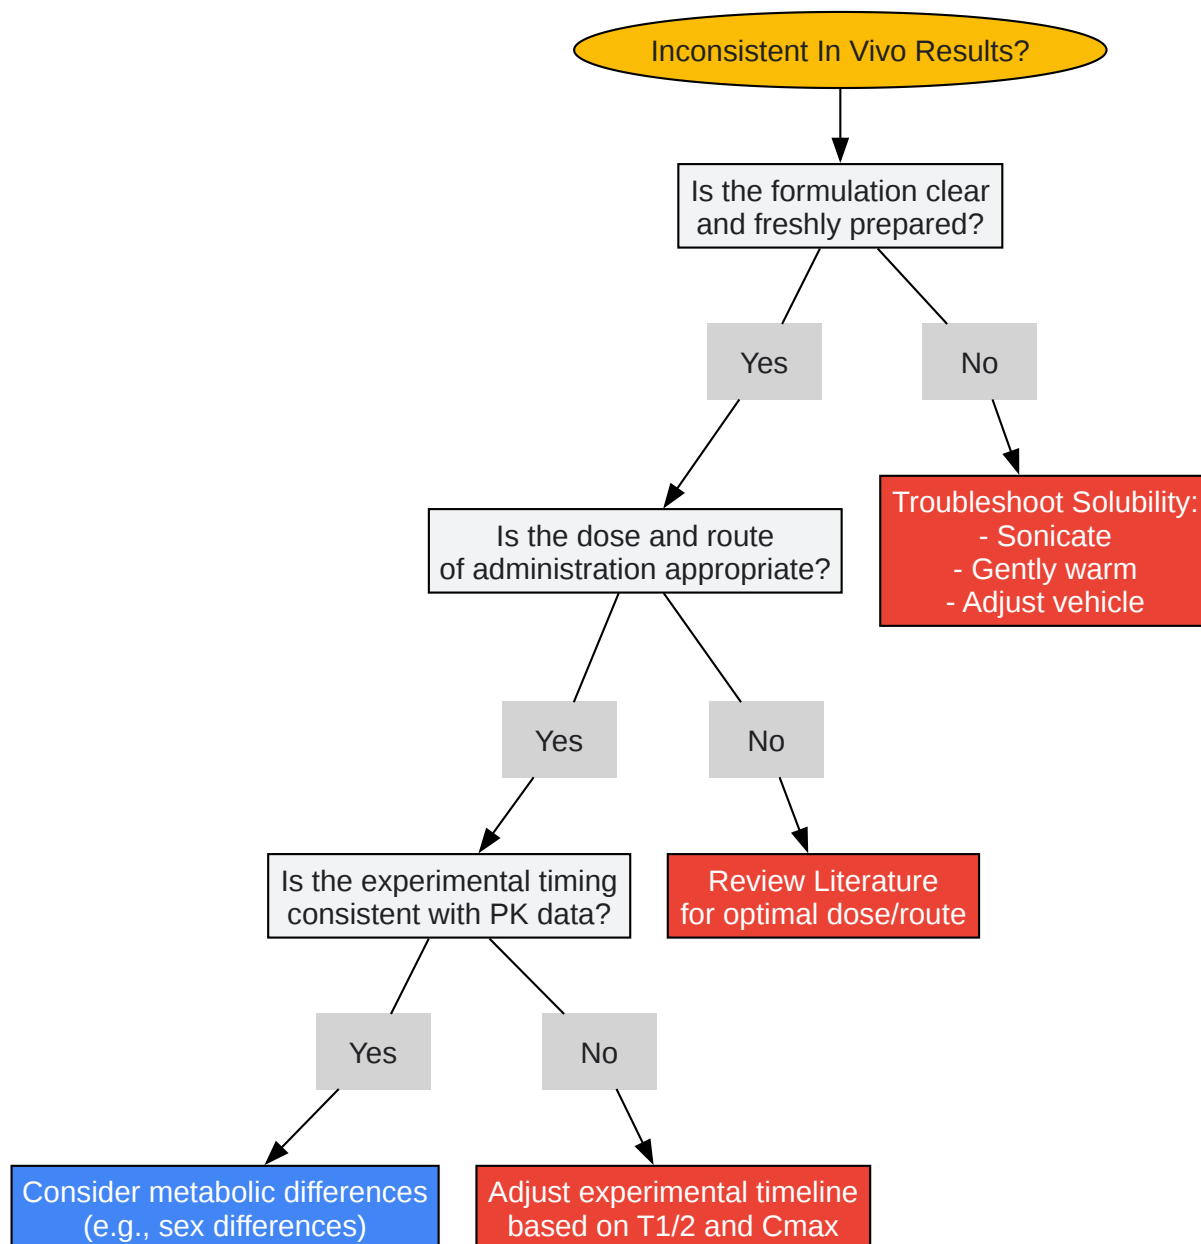 Inconsistent In Vivo Results?
Is the formulation clear
and freshly prepared?
Yes
No
Troubleshoot Solubility:
- Sonicate
- Gently warm
- Adjust vehicle
Is the dose and route
of administration appropriate?
Yes
No
Is the experimental timing
consistent with PK data?
Review Literature
for optimal dose/route
Yes
No
Consider metabolic differences
(e.g., sex differences)
Adjust experimental timeline
based on T1/2 and Cmax